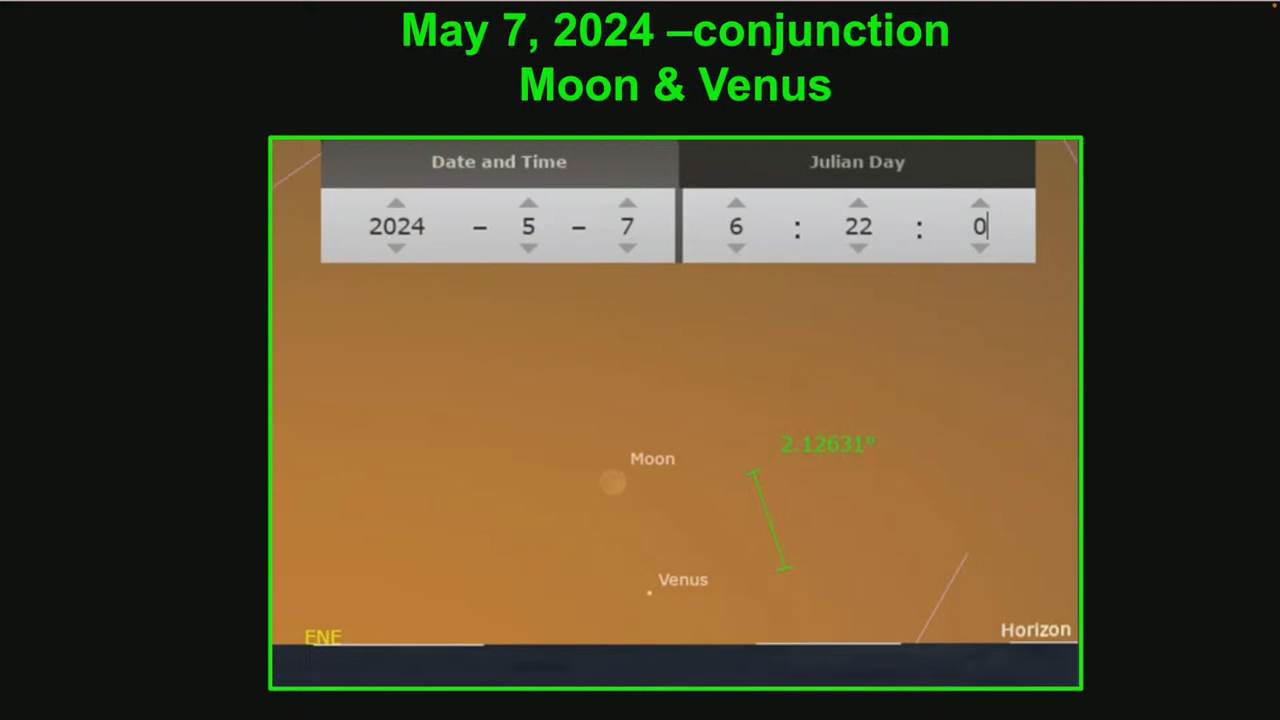 May 7, 2024 –conjunction
Moon & Venus
Date and Time Julian Day
2024 – 5 – 7 6 : 22 : 0
2.12631°
Moon
Venus
ENE
Horizon